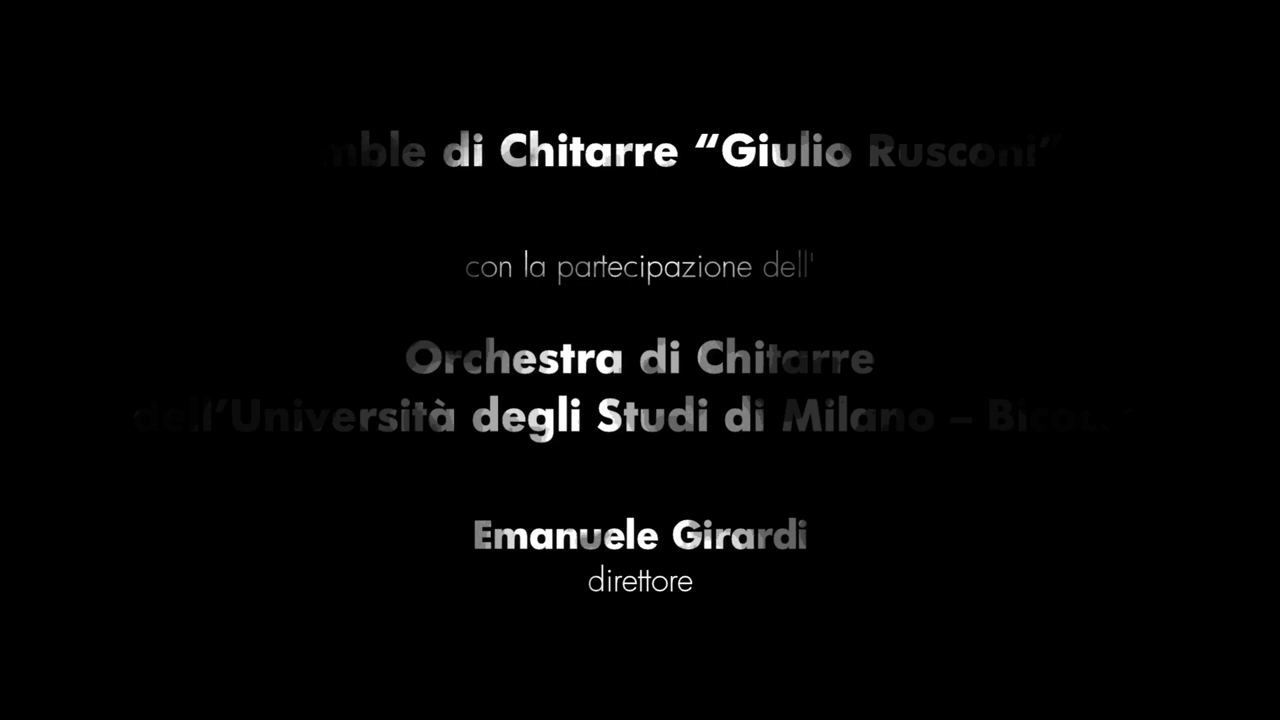 di Chitarre “Giulio Rusconi”
con la partecipazione dell'
Orchestra di Chitarre
dell’Università degli Studi di Milano –
Emanuele Girardi
direttore